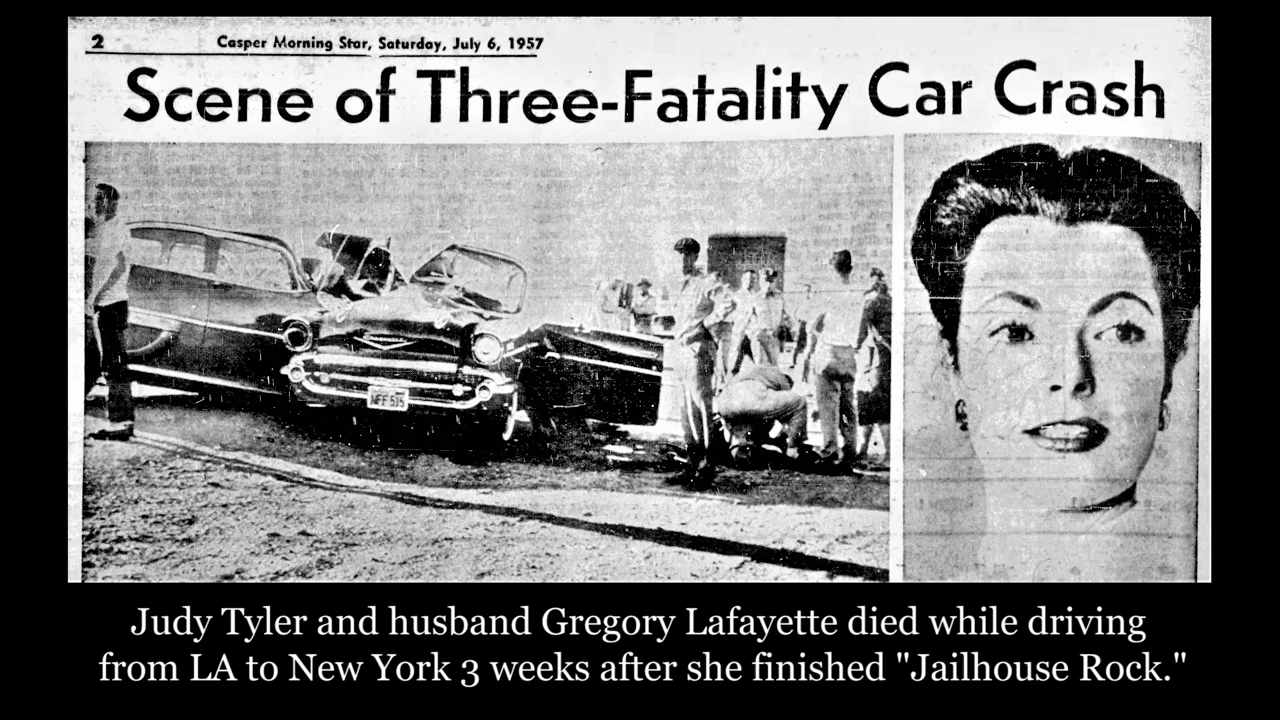 2
Casper Morning Star, Saturday, July 6, 1957
Scene of Three-Fatality Car Crash
Judy Tyler and husband Gregory Lafayette died while driving
from LA to New York 3 weeks after she finished "Jailhouse Rock."